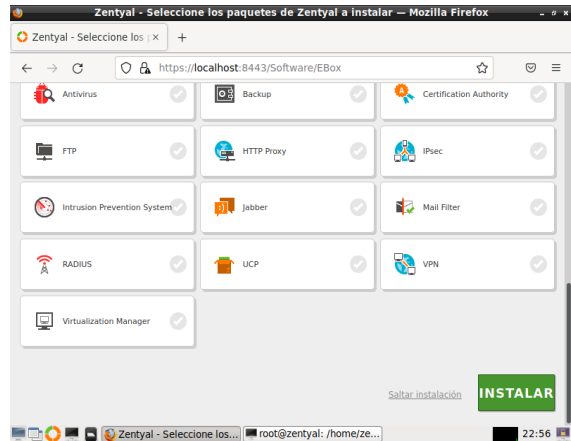 Zentyal - Seleccione los paquetes de Zentyal a instalar — Mozilla Firefox
Zentyal - Seleccione los
https://localhost:8443/Software/EBox
Antivirus
Backup
Certification Authority
FTP
HTTP Proxy
IPsec
Intrusion Prevention System
Jabber
Mail Filter
RADIUS
UCP
VPN
Virtualization Manager
Saltar instalación
INSTALAR
Zentyal - Seleccione los...
root@zentyal: /home/ze...
22:56